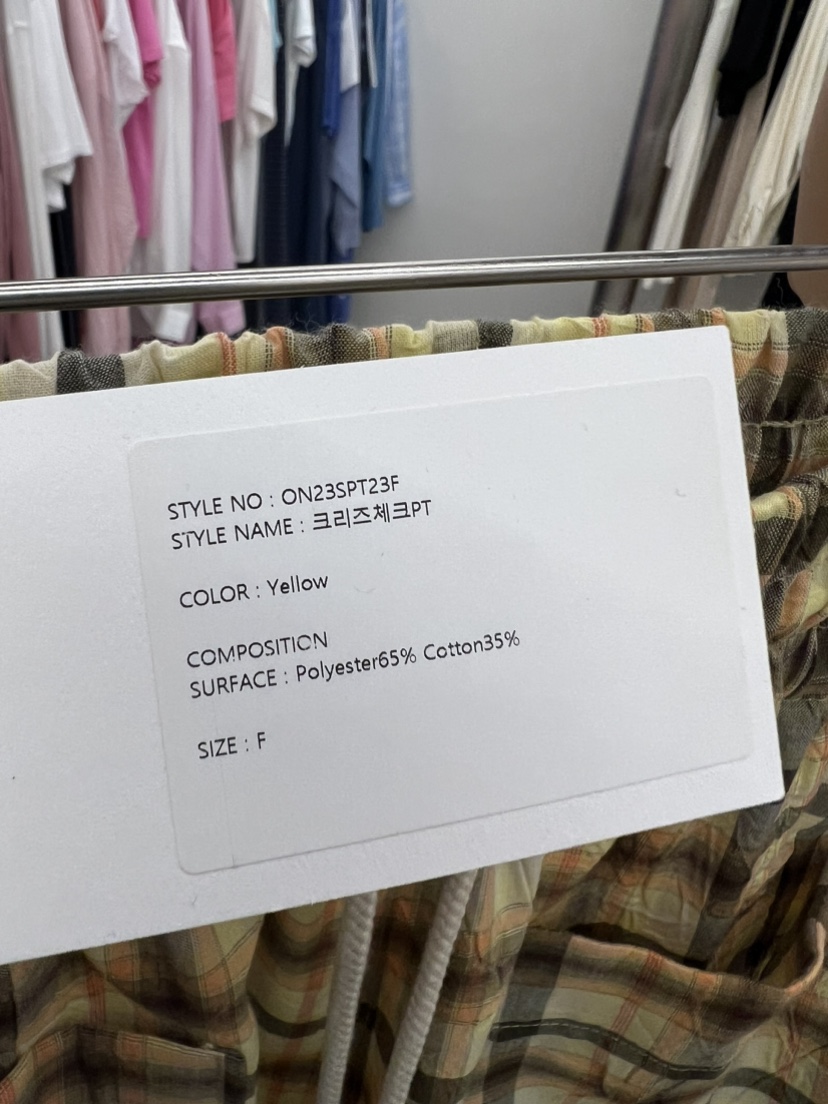 STYLE NO : ON23SPT23F
STYLE NAME : 크리즈체크PT
COLOR : Yellow
COMPOSITION
SURFACE : Polyester65% Cotton35%
SIZE : F